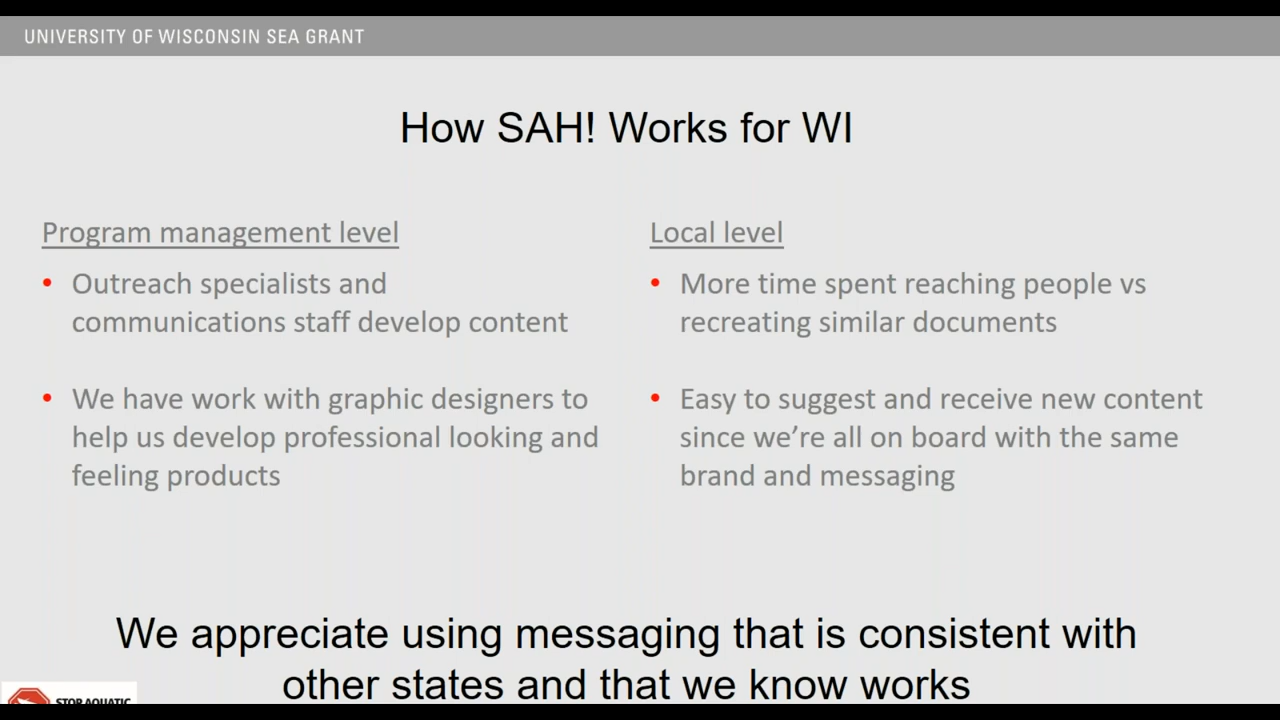 UNIVERSITY OF WISCONSIN SEA GRANT
How SAH! Works for WI
Program management level
• Outreach specialists and
communications staff develop content
• We have work with graphic designers to
help us develop professional looking and
feeling products
Local level
• More time spent reaching people vs
recreating similar documents
• Easy to suggest and receive new content
since we’re all on board with the same
brand and messaging
We appreciate using messaging that is consistent with
other states and that we know works
STOP AQUATIC